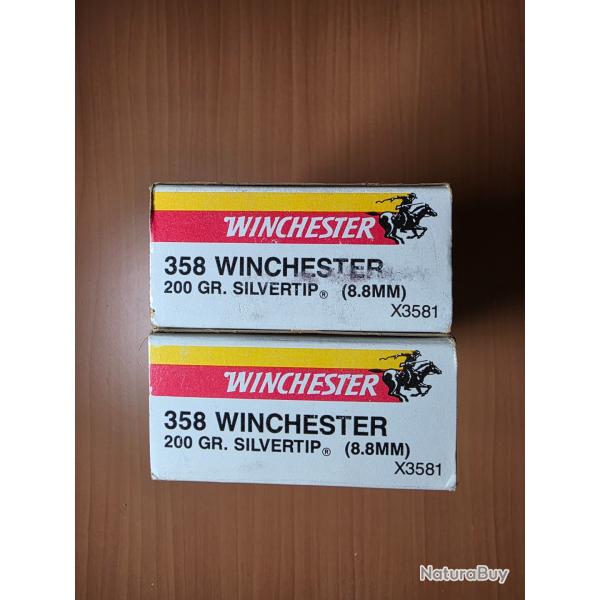 WINCHESTER
358 WINCHESTER
200 GR. SILVERTIP® (8.8MM)
X3581
WINCHESTER
358 WINCHESTER
200 GR. SILVERTIP® (8.8MM)
X3581
NaturaBuy